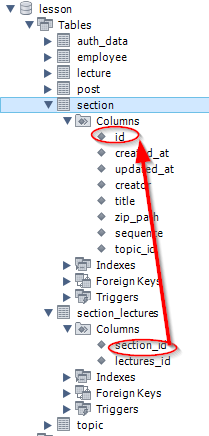 lesson
Tables
auth_data
employee
lecture
post
section
Columns
id
created_at
updated_at
creator
title
zip_path
sequence
topic_id
Indexes
Foreign Keys
Triggers
section_lectures
Columns
section_id
lectures_id
Indexes
Foreign Keys
Triggers
topic